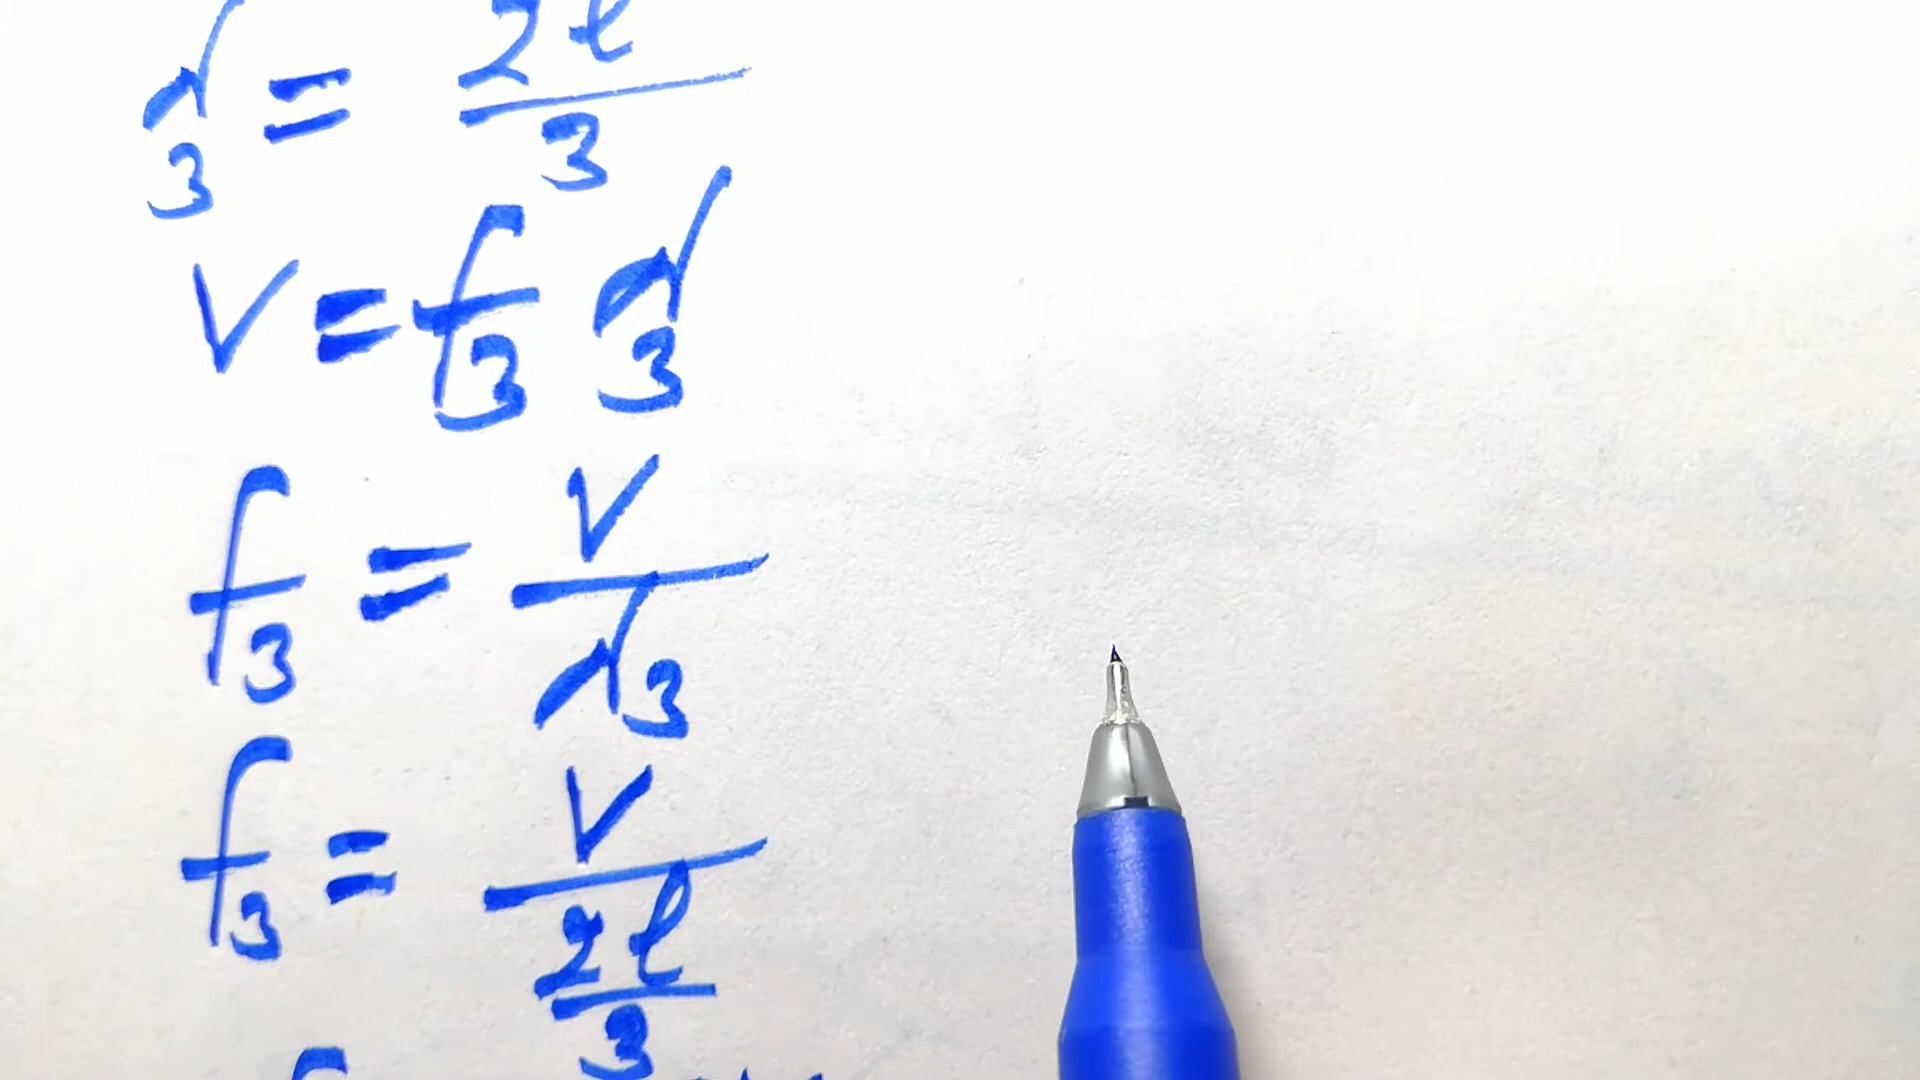 λ₃ = 2ℓ/3
V = f₃ λ₃
f₃ = V/λ₃
f₃ = V/(2ℓ/3)